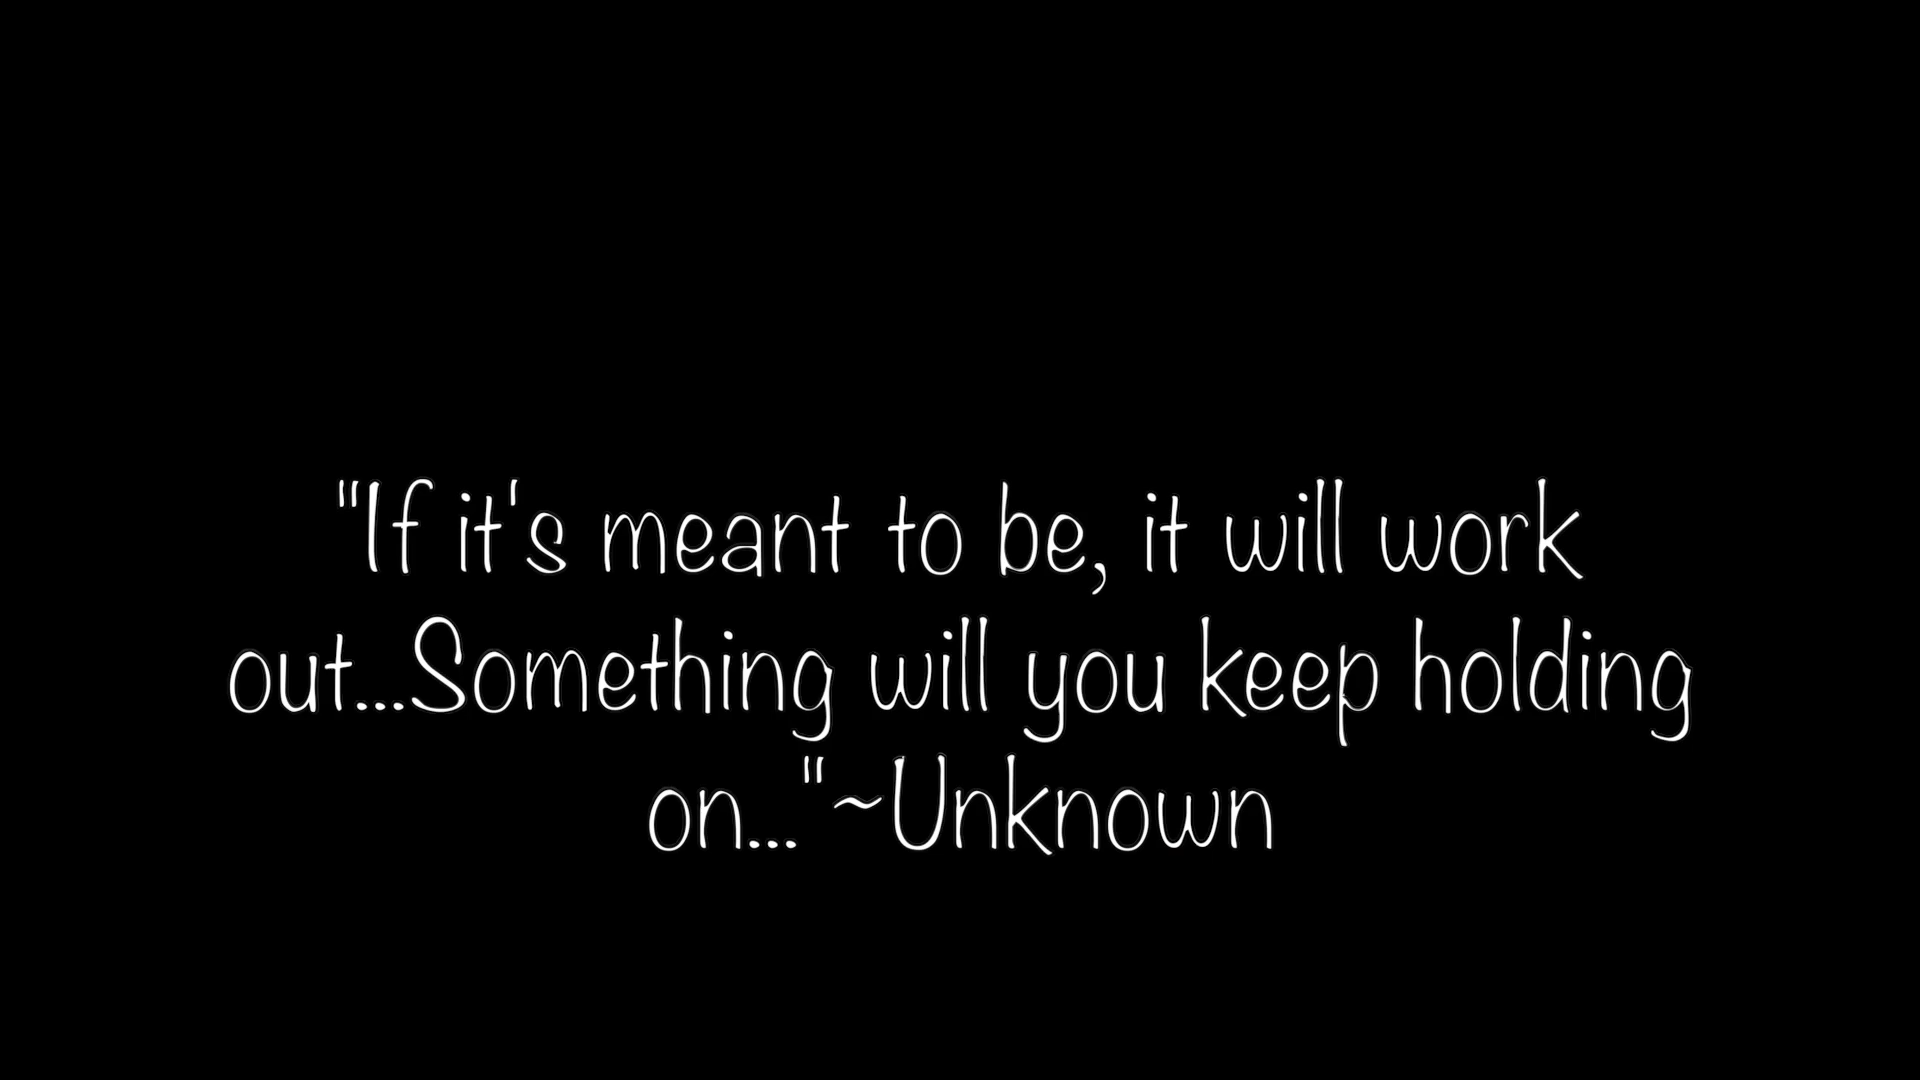 "If it's meant to be, it will work
out...Something will you keep holding
on..."~Unknown